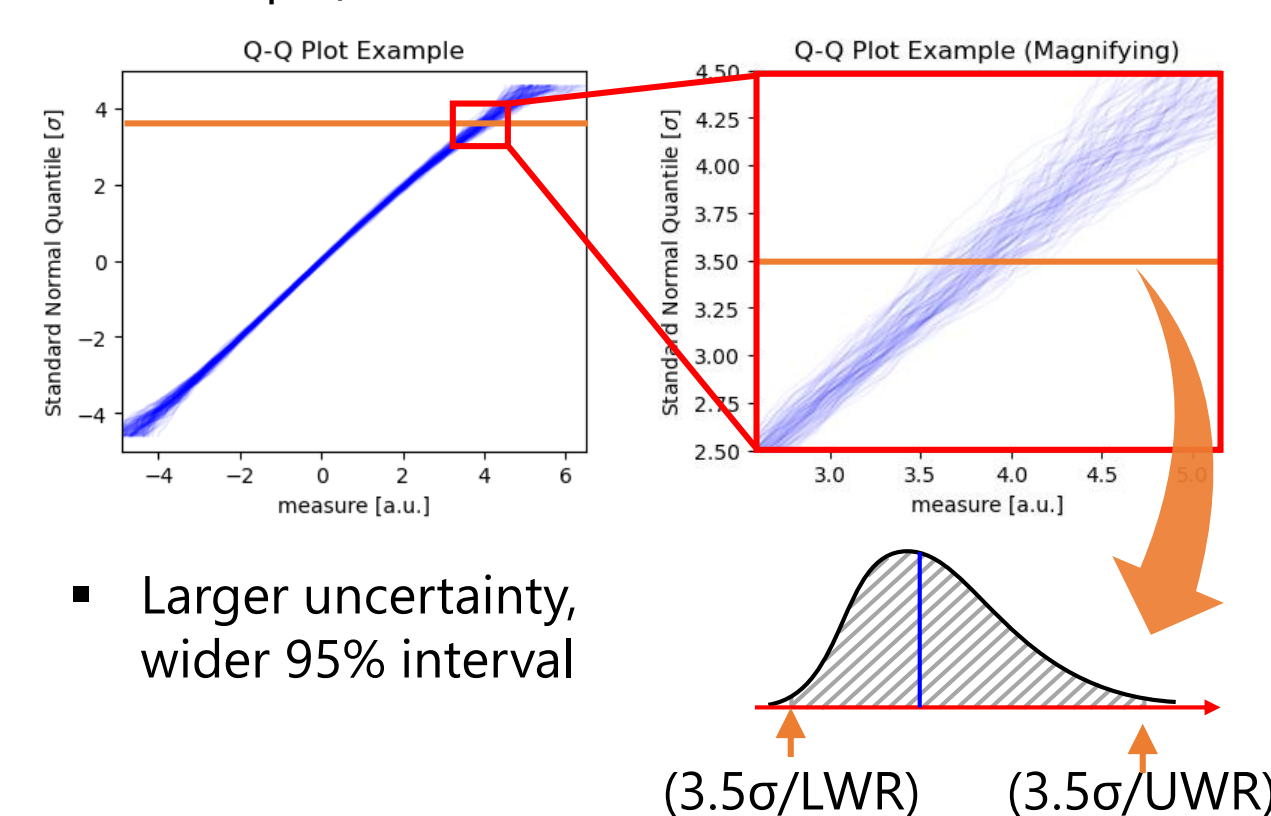 Q-Q Plot Example
Q-Q Plot Example (Magnifying)
Standard Normal Quantile [σ]
4
2
0
−2
−4
−4 −2 0 2 4 6
measure [a.u.]
Standard Normal Quantile [σ]
4.50
4.25
4.00
3.75
3.50
3.25
3.00
2.75
2.50
3.0 3.5 4.0 4.5 5.0
measure [a.u.]
▪ Larger uncertainty,
wider 95% interval
(3.5σ/LWR) (3.5σ/UWR)